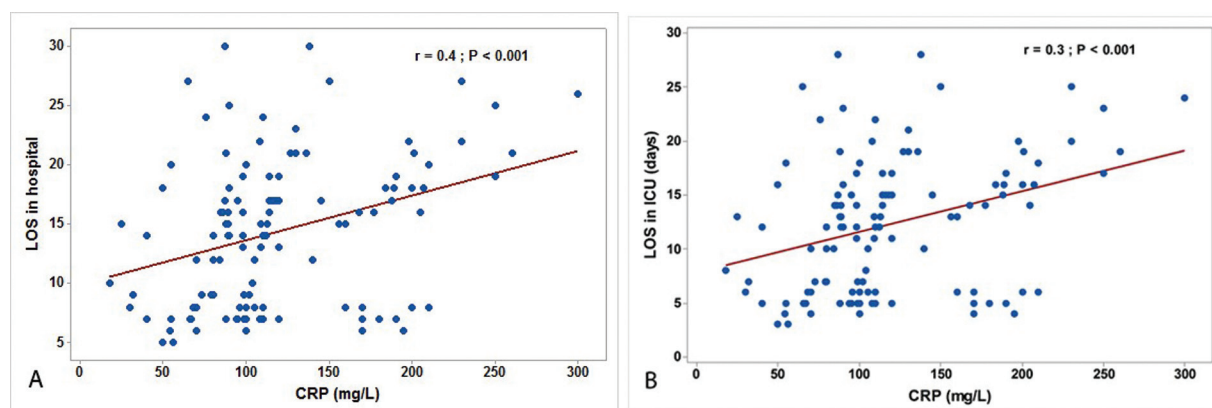 30
25
20
15
10
5
LOS in hospital
r = 0.4 ; P < 0.001
0 50 100 150 200 250 300
CRP (mg/L)
A
30
25
20
15
10
5
0
LOS in ICU (days)
r = 0.3 ; P < 0.001
0 50 100 150 200 250 300
CRP (mg/L)
B